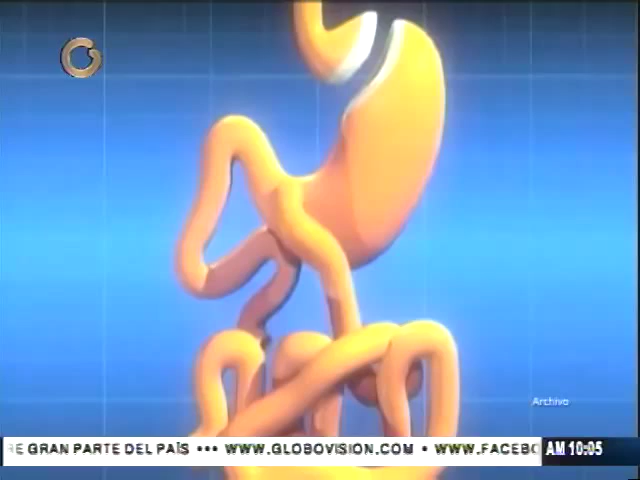 Archivo
GRAN PARTE DEL PAÍS ••• WWW.GLOBOVISION.COM • WWW.FACEBO
AM 10:05